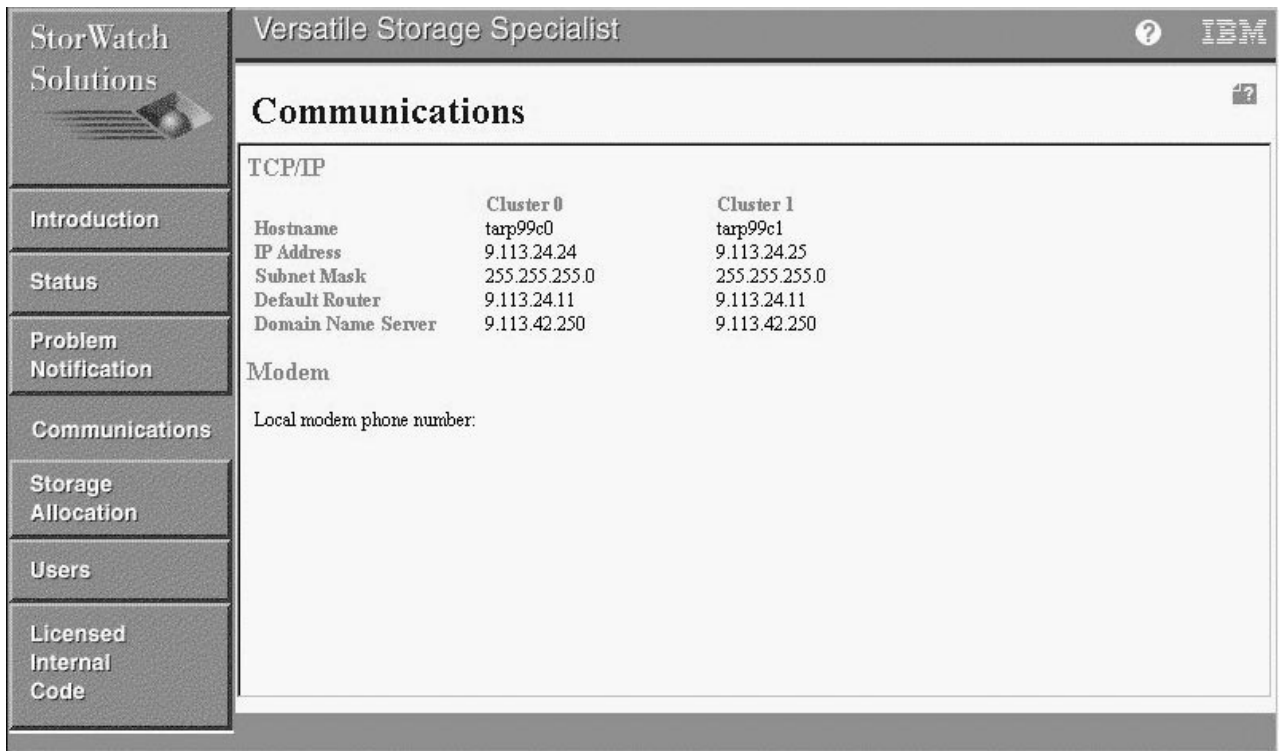 StorWatch
Solutions
Versatile Storage Specialist
?
IBM
Communications
?
Introduction
Status
Problem
Notification
Communications
Storage
Allocation
Users
Licensed
Internal
Code
TCP/IP
Cluster 0 Cluster 1
Hostname tarp99c0 tarp99c1
IP Address 9.113.24.24 9.113.24.25
Subnet Mask 255.255.255.0 255.255.255.0
Default Router 9.113.24.11 9.113.24.11
Domain Name Server 9.113.42.250 9.113.42.250
Modem
Local modem phone number: